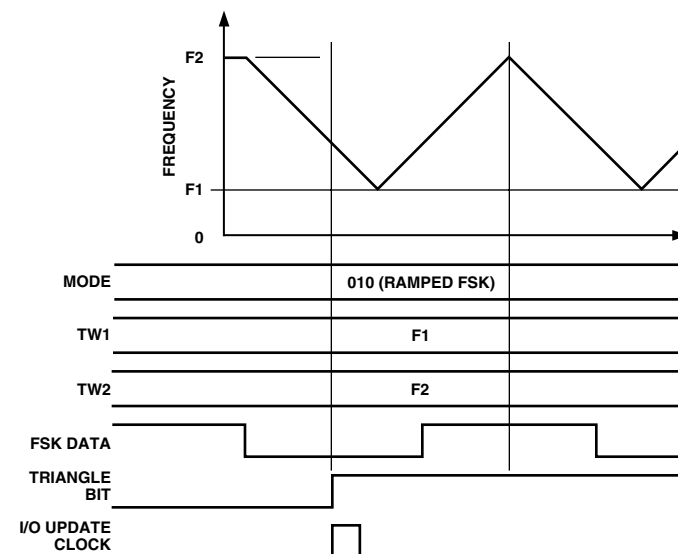 F2
FREQUENCY
F1
0
MODE
010 (RAMPED FSK)
TW1
F1
TW2
F2
FSK DATA
TRIANGLE
BIT
I/O UPDATE
CLOCK